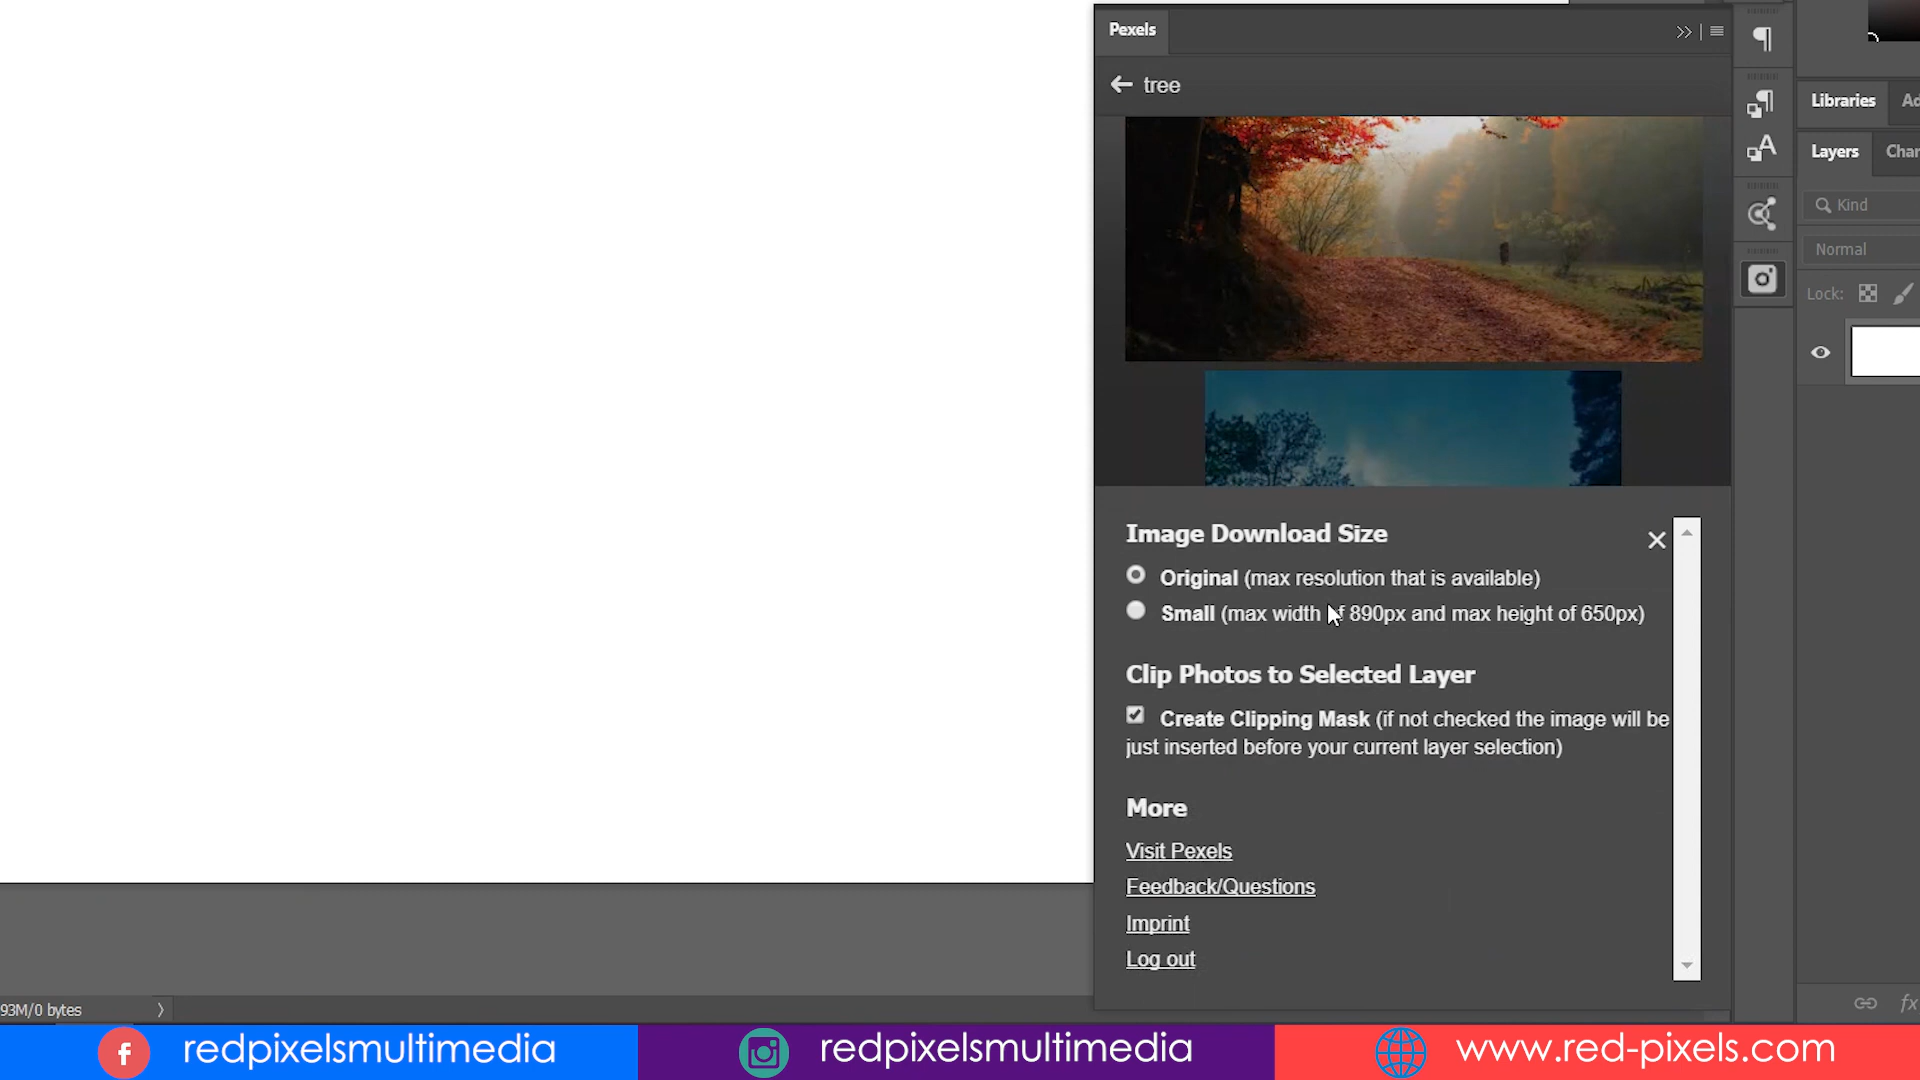 Pexels
tree
Libraries
Layers
Kind
Normal
Lock:
Image Download Size
Original (max resolution that is available)
Small (max width of 890px and max height of 650px)
Clip Photos to Selected Layer
Create Clipping Mask (if not checked the image will be
just inserted before your current layer selection)
More
Visit Pexels
Feedback/Questions
Imprint
Log out
93M/0 bytes
fx
redpixelsmultimedia
redpixelsmultimedia
www.red-pixels.com